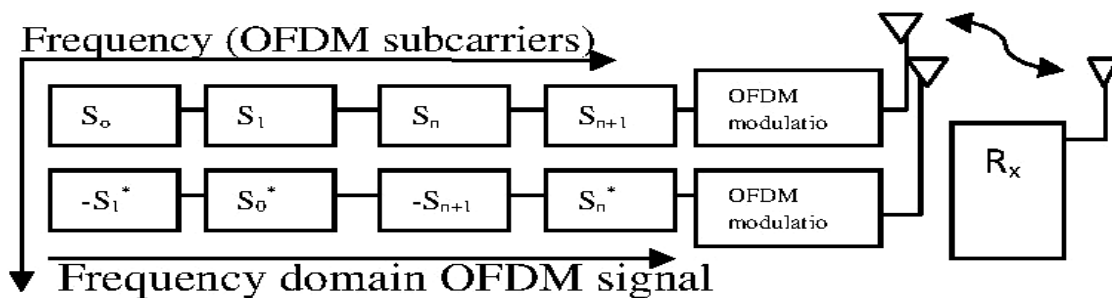 Frequency (OFDM subcarriers)
S₀ S₁ Sₙ Sₙ₊₁ OFDM modulatio
-S₁* S₀* -Sₙ₊₁ Sₙ* OFDM modulatio
Rₓ
Frequency domain OFDM signal